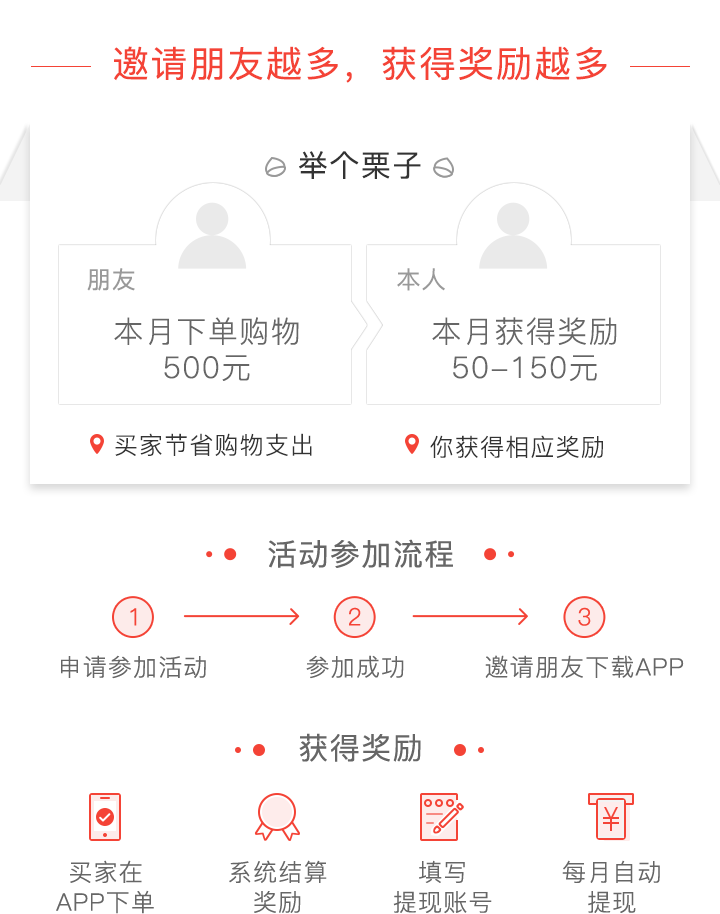 邀请朋友越多，获得奖励越多
举个栗子
朋友
本月下单购物
500元
本人
本月获得奖励
50-150元
买家节省购物支出
你获得相应奖励
活动参加流程
1
2
3
申请参加活动
参加成功
邀请朋友下载APP
获得奖励
买家在
APP下单
系统结算
奖励
填写
提现账号
¥
每月自动
提现